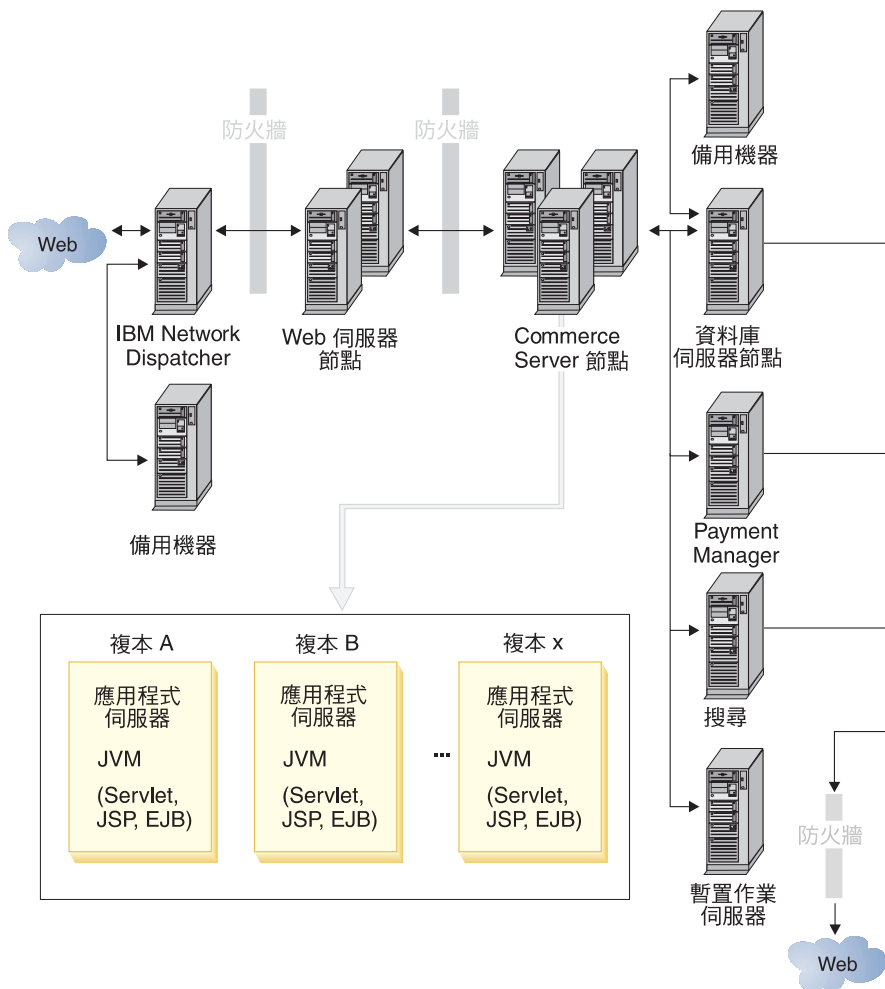 防火牆
防火牆
備用機器
Web
IBM Network
Dispatcher
Web 伺服器
節點
Commerce
Server 節點
資料庫
伺服器節點
備用機器
Payment
Manager
搜尋
暫置作業
伺服器
防火牆
Web
複本 A
應用程式
伺服器
JVM
(Servlet,
JSP, EJB)
複本 B
應用程式
伺服器
JVM
(Servlet,
JSP, EJB)
...
複本 x
應用程式
伺服器
JVM
(Servlet,
JSP, EJB)